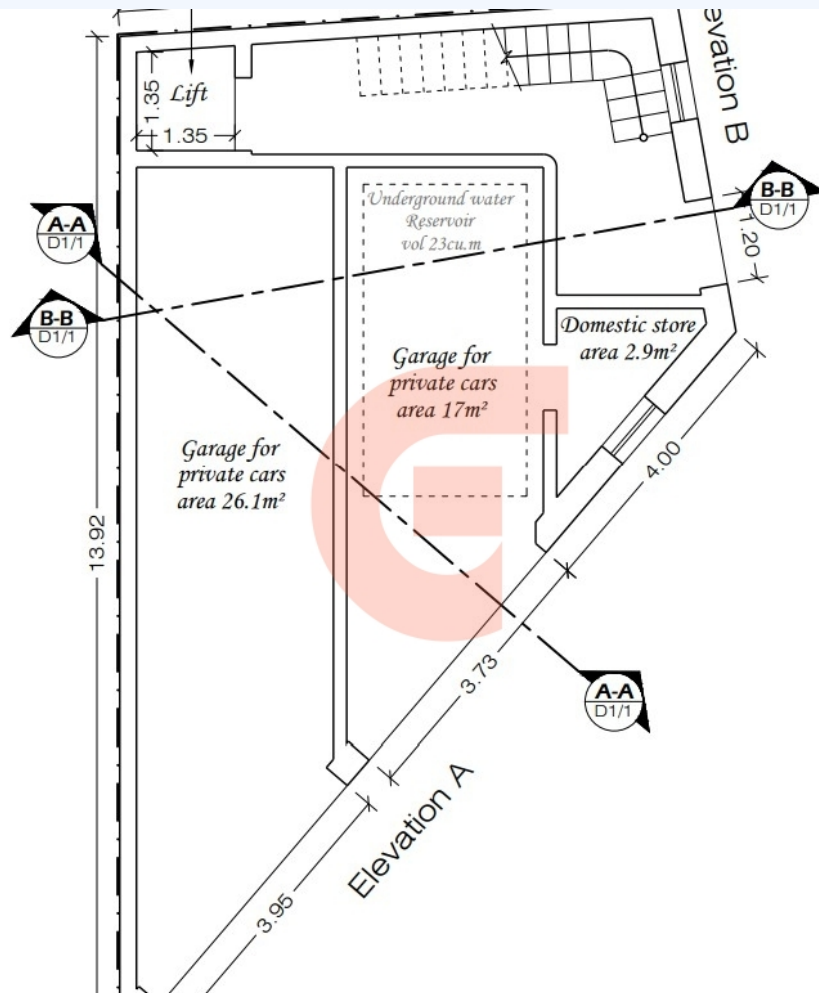 Elevation B
Lift
1.35
1.35
Underground water
Reservoir
vol 23cu.m
B-B
D1/1
1.20
A-A
D1/1
B-B
D1/1
Domestic store
area 2.9m²
Garage for
private cars
area 17m²
4.00
Garage for
private cars
area 26.1m²
13.92
3.73
A-A
D1/1
Elevation A
3.95
G